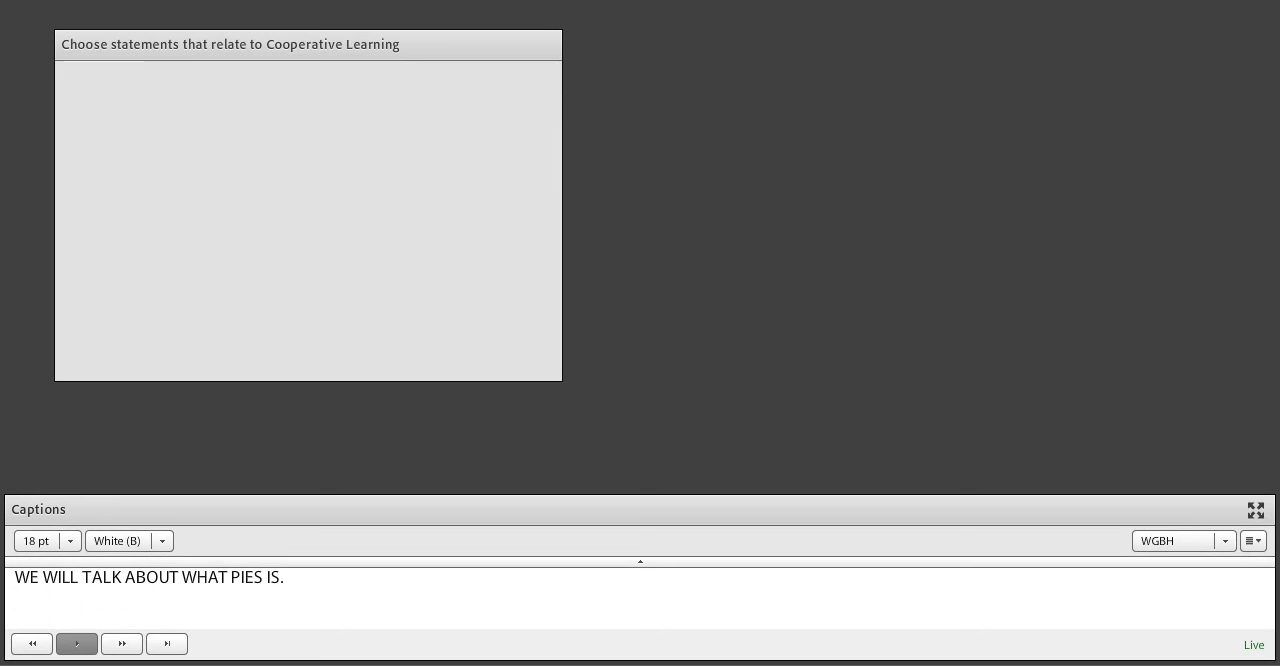 Choose statements that relate to Cooperative Learning
Captions
18 pt
White (B)
WGBH
WE WILL TALK ABOUT WHAT PIES IS.
Live